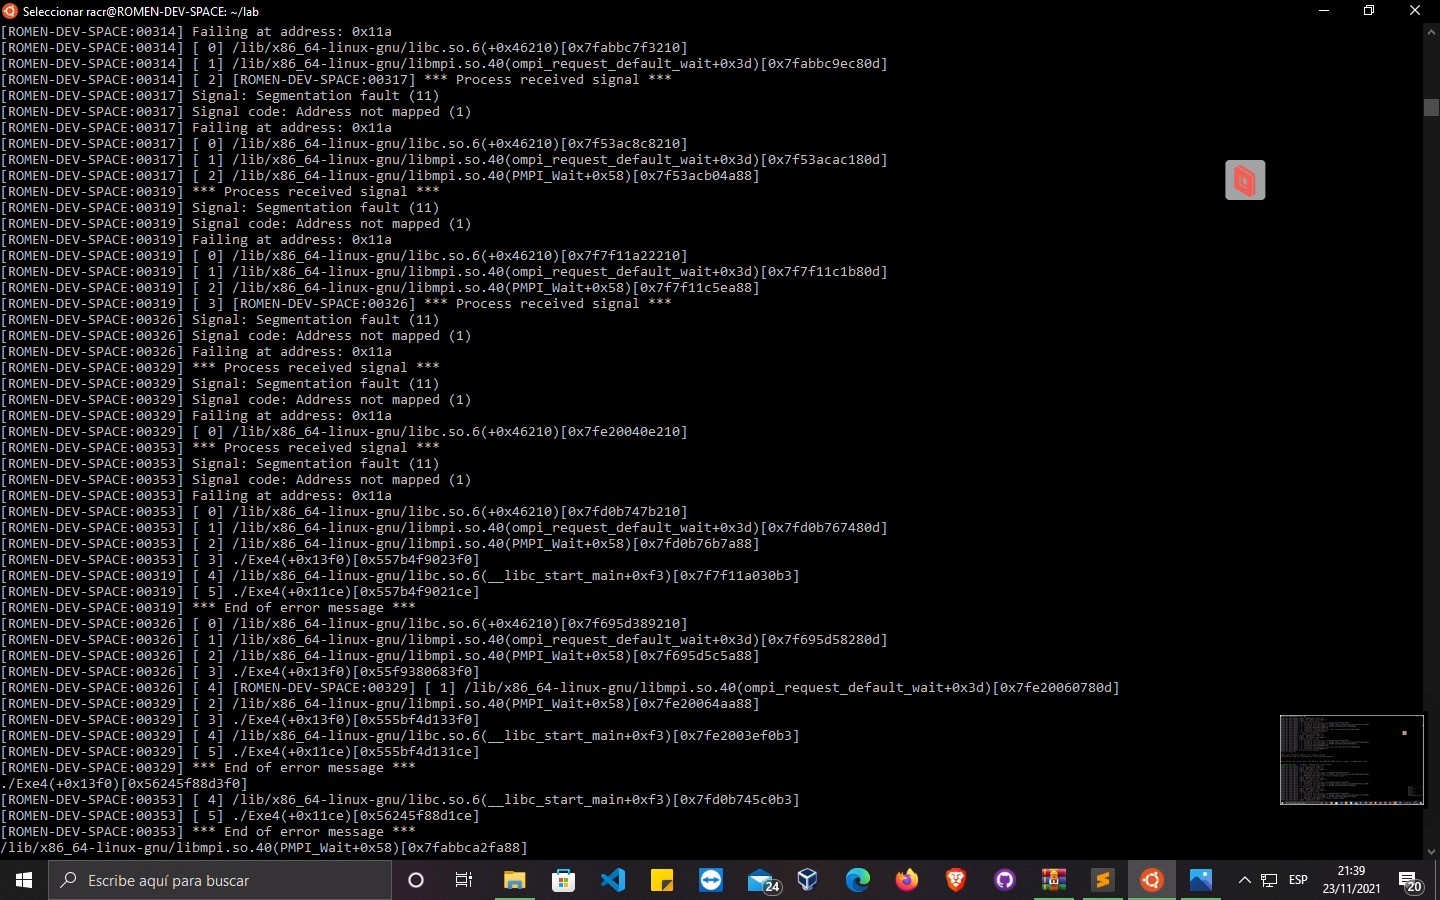 Seleccionar racr@ROMEN-DEV-SPACE: ~/lab
[ROMEN-DEV-SPACE:00314] Failing at address: 0x11a
[ROMEN-DEV-SPACE:00314] [ 0] /lib/x86_64-linux-gnu/libc.so.6(+0x46210)[0x7fabbc7f3210]
[ROMEN-DEV-SPACE:00314] [ 1] /lib/x86_64-linux-gnu/libmpi.so.40(ompi_request_default_wait+0x3d)[0x7fabbc9ec80d]
[ROMEN-DEV-SPACE:00314] [ 2] [ROMEN-DEV-SPACE:00317] *** Process received signal ***
[ROMEN-DEV-SPACE:00317] Signal: Segmentation fault (11)
[ROMEN-DEV-SPACE:00317] Signal code: Address not mapped (1)
[ROMEN-DEV-SPACE:00317] Failing at address: 0x11a
[ROMEN-DEV-SPACE:00317] [ 0] /lib/x86_64-linux-gnu/libc.so.6(+0x46210)[0x7f53ac8c8210]
[ROMEN-DEV-SPACE:00317] [ 1] /lib/x86_64-linux-gnu/libmpi.so.40(ompi_request_default_wait+0x3d)[0x7f53acac180d]
[ROMEN-DEV-SPACE:00317] [ 2] /lib/x86_64-linux-gnu/libmpi.so.40(PMPI_Wait+0x58)[0x7f53acb04a88]
[ROMEN-DEV-SPACE:00319] *** Process received signal ***
[ROMEN-DEV-SPACE:00319] Signal: Segmentation fault (11)
[ROMEN-DEV-SPACE:00319] Signal code: Address not mapped (1)
[ROMEN-DEV-SPACE:00319] Failing at address: 0x11a
[ROMEN-DEV-SPACE:00319] [ 0] /lib/x86_64-linux-gnu/libc.so.6(+0x46210)[0x7f7f11a22210]
[ROMEN-DEV-SPACE:00319] [ 1] /lib/x86_64-linux-gnu/libmpi.so.40(ompi_request_default_wait+0x3d)[0x7f7f11c1b80d]
[ROMEN-DEV-SPACE:00319] [ 2] /lib/x86_64-linux-gnu/libmpi.so.40(PMPI_Wait+0x58)[0x7f7f11c5ea88]
[ROMEN-DEV-SPACE:00319] [ 3] [ROMEN-DEV-SPACE:00326] *** Process received signal ***
[ROMEN-DEV-SPACE:00326] Signal: Segmentation fault (11)
[ROMEN-DEV-SPACE:00326] Signal code: Address not mapped (1)
[ROMEN-DEV-SPACE:00326] Failing at address: 0x11a
[ROMEN-DEV-SPACE:00329] *** Process received signal ***
[ROMEN-DEV-SPACE:00329] Signal: Segmentation fault (11)
[ROMEN-DEV-SPACE:00329] Signal code: Address not mapped (1)
[ROMEN-DEV-SPACE:00329] Failing at address: 0x11a
[ROMEN-DEV-SPACE:00329] [ 0] /lib/x86_64-linux-gnu/libc.so.6(+0x46210)[0x7fe20040e210]
[ROMEN-DEV-SPACE:00353] *** Process received signal ***
[ROMEN-DEV-SPACE:00353] Signal: Segmentation fault (11)
[ROMEN-DEV-SPACE:00353] Signal code: Address not mapped (1)
[ROMEN-DEV-SPACE:00353] Failing at address: 0x11a
[ROMEN-DEV-SPACE:00353] [ 0] /lib/x86_64-linux-gnu/libc.so.6(+0x46210)[0x7fd0b747b210]
[ROMEN-DEV-SPACE:00353] [ 1] /lib/x86_64-linux-gnu/libmpi.so.40(ompi_request_default_wait+0x3d)[0x7fd0b767480d]
[ROMEN-DEV-SPACE:00353] [ 2] /lib/x86_64-linux-gnu/libmpi.so.40(PMPI_Wait+0x58)[0x7fd0b76b7a88]
[ROMEN-DEV-SPACE:00353] [ 3] ./Exe4(+0x13f0)[0x557b4f9023f0]
[ROMEN-DEV-SPACE:00319] [ 4] /lib/x86_64-linux-gnu/libc.so.6(__libc_start_main+0xf3)[0x7f7f11a030b3]
[ROMEN-DEV-SPACE:00319] [ 5] ./Exe4(+0x11ce)[0x557b4f9021ce]
[ROMEN-DEV-SPACE:00319] *** End of error message ***
[ROMEN-DEV-SPACE:00326] [ 0] /lib/x86_64-linux-gnu/libc.so.6(+0x46210)[0x7f695d389210]
[ROMEN-DEV-SPACE:00326] [ 1] /lib/x86_64-linux-gnu/libmpi.so.40(ompi_request_default_wait+0x3d)[0x7f695d58280d]
[ROMEN-DEV-SPACE:00326] [ 2] /lib/x86_64-linux-gnu/libmpi.so.40(PMPI_Wait+0x58)[0x7f695d5c5a88]
[ROMEN-DEV-SPACE:00326] [ 3] ./Exe4(+0x13f0)[0x55f9380683f0]
[ROMEN-DEV-SPACE:00326] [ 4] [ROMEN-DEV-SPACE:00329] [ 1] /lib/x86_64-linux-gnu/libmpi.so.40(ompi_request_default_wait+0x3d)[0x7fe20060780d]
[ROMEN-DEV-SPACE:00329] [ 2] /lib/x86_64-linux-gnu/libmpi.so.40(PMPI_Wait+0x58)[0x7fe20064aa88]
[ROMEN-DEV-SPACE:00329] [ 3] ./Exe4(+0x13f0)[0x555bf4d133f0]
[ROMEN-DEV-SPACE:00329] [ 4] /lib/x86_64-linux-gnu/libc.so.6(__libc_start_main+0xf3)[0x7fe2003ef0b3]
[ROMEN-DEV-SPACE:00329] [ 5] ./Exe4(+0x11ce)[0x555bf4d131ce]
[ROMEN-DEV-SPACE:00329] *** End of error message ***
./Exe4(+0x13f0)[0x56245f88d3f0]
[ROMEN-DEV-SPACE:00353] [ 4] /lib/x86_64-linux-gnu/libc.so.6(__libc_start_main+0xf3)[0x7fd0b745c0b3]
[ROMEN-DEV-SPACE:00353] [ 5] ./Exe4(+0x11ce)[0x56245f88d1ce]
[ROMEN-DEV-SPACE:00353] *** End of error message ***
/lib/x86_64-linux-gnu/libmpi.so.40(PMPI_Wait+0x58)[0x7fabbca2fa88]
Escribe aquí para buscar
24
ESP
21:39
23/11/2021
20